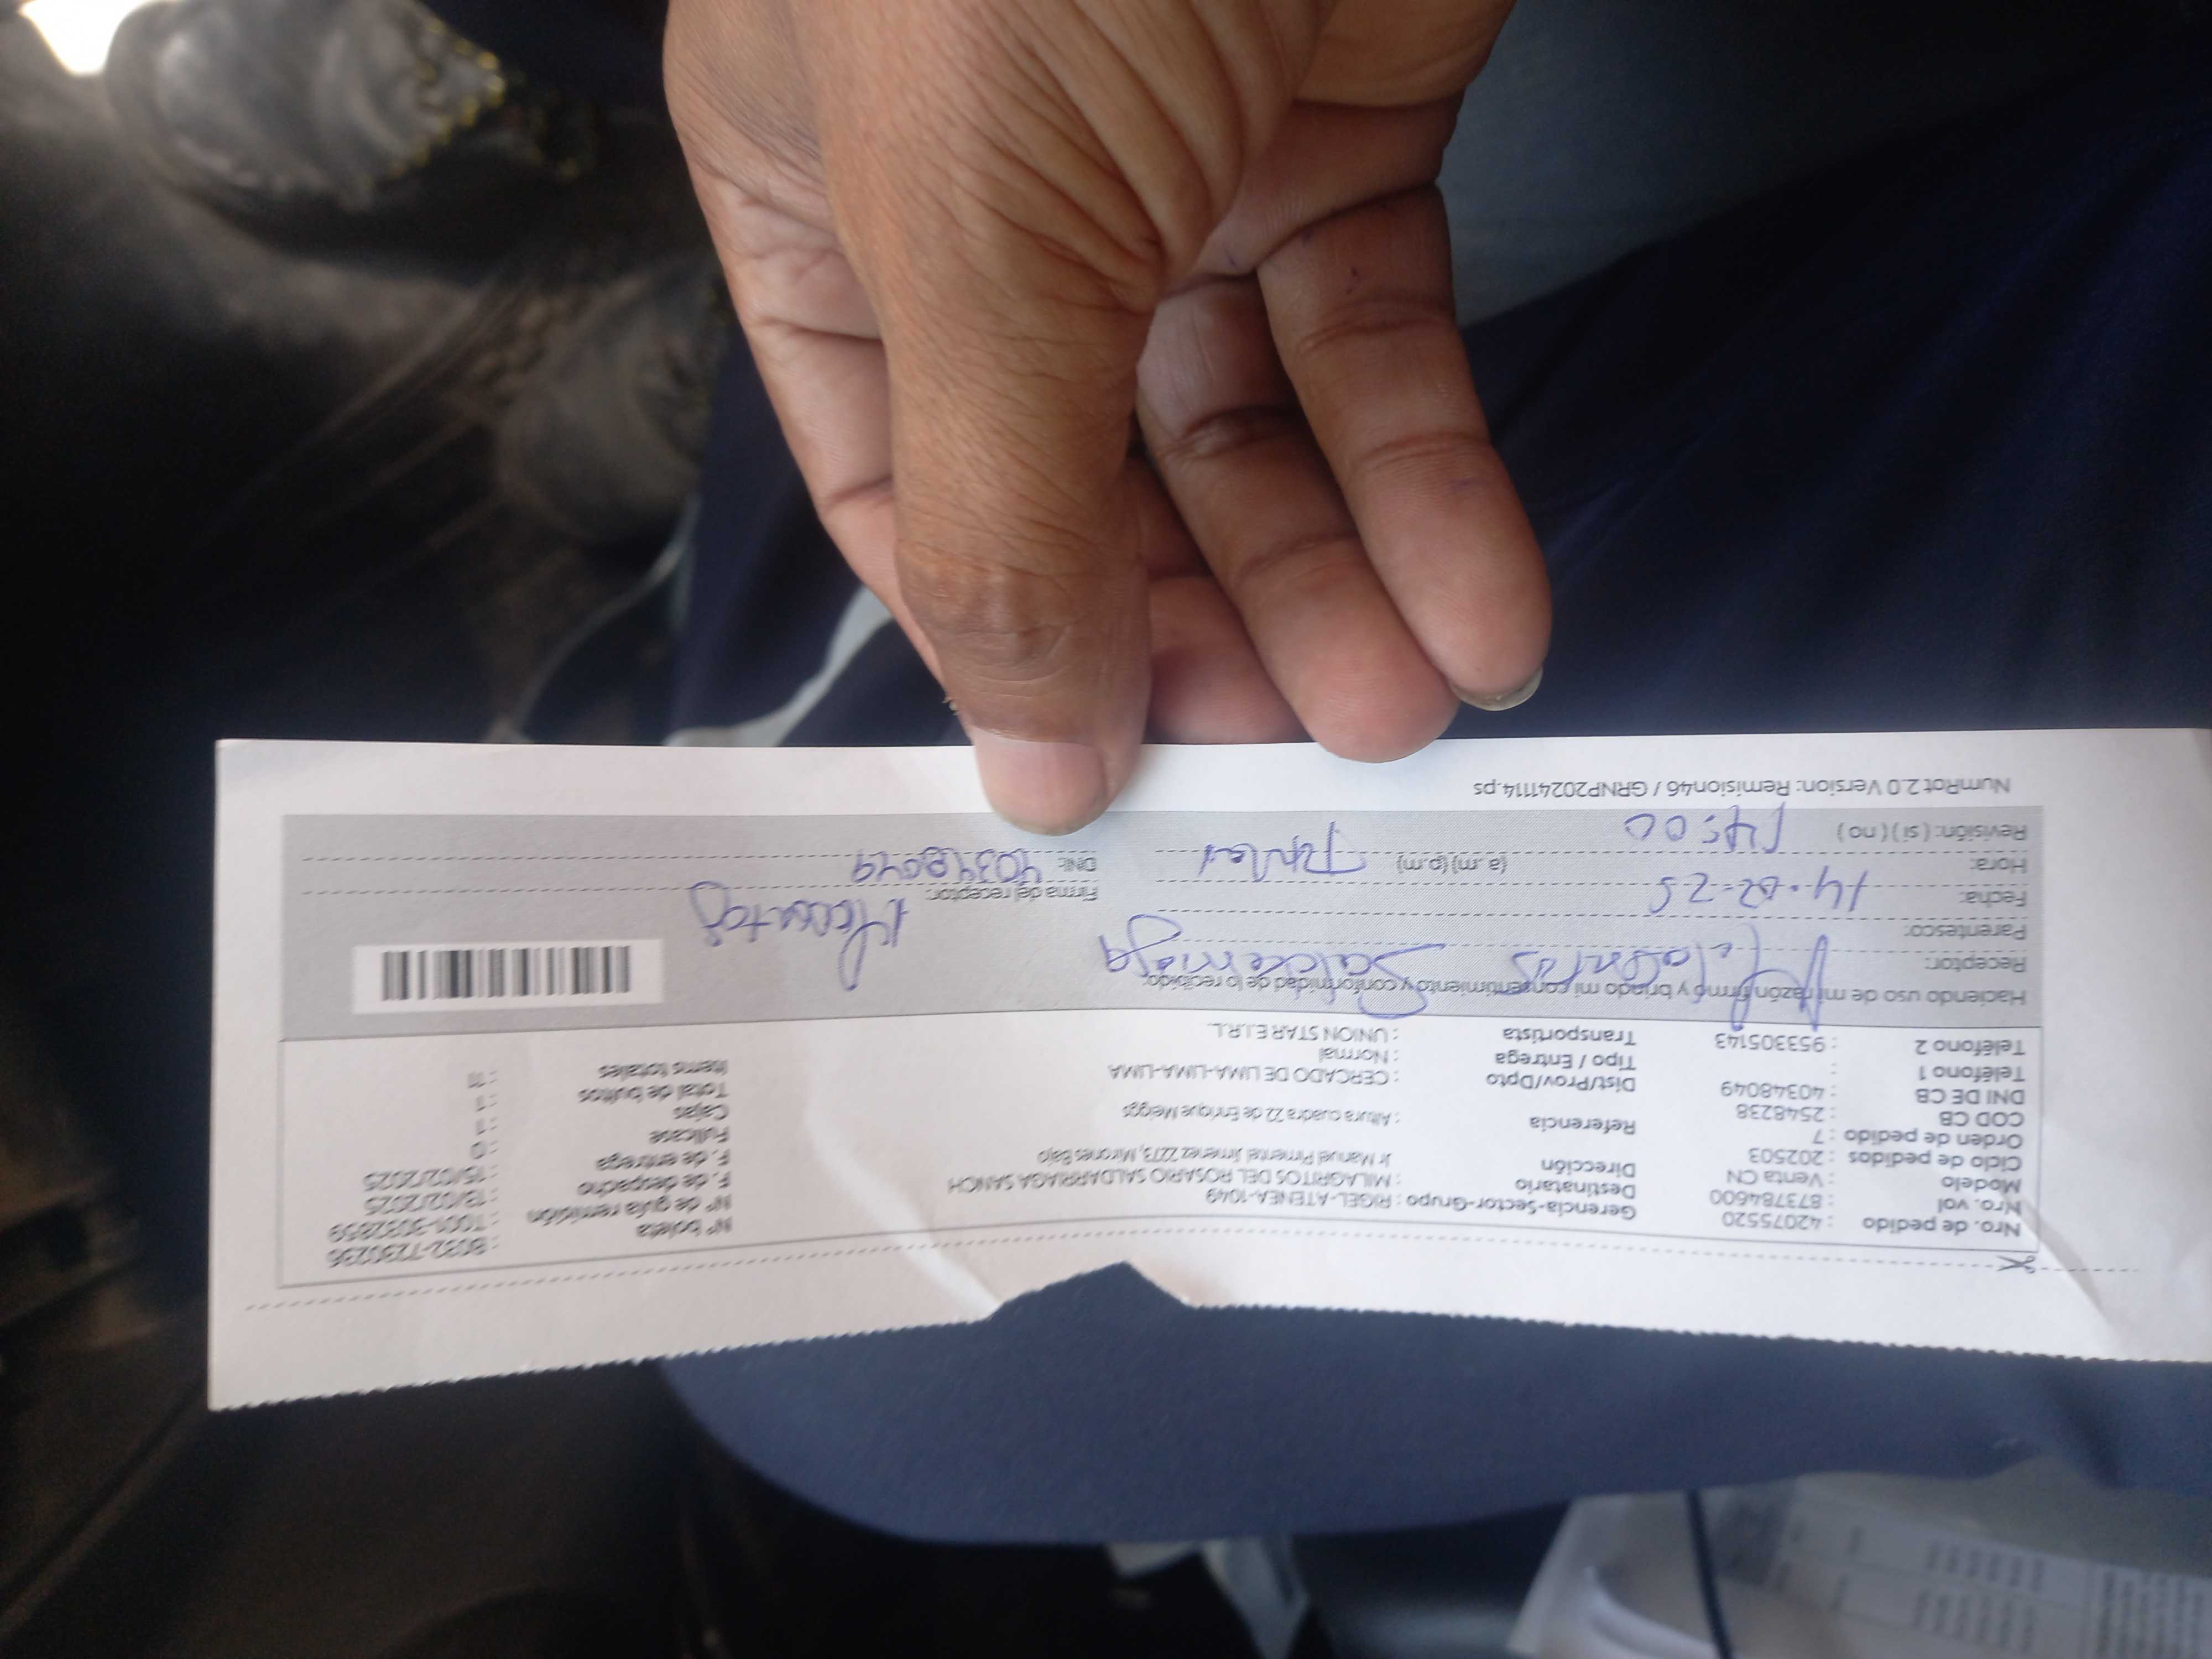 Nro. de pedido : 42075520
Nro. vol : 873784600
Modelo : Venta CN
Ciclo de pedidos : 202503
Orden de pedido : 7
COD CB : 2548238
DNI DE CB : 40348049
Teléfono 1 :
Teléfono 2 : 953305143
Gerencia-Sector-Grupo : RIGEL-ATENEA-1049
Destinatario : MILAGRITOS DEL ROSARIO SALDARRIAGA SANCH
Dirección Jr Manuel Pimentel Jimenez 2273, Mirones Bajo
Referencia : Altura cuadra 22 de Enrique Meiggs
Dist/Prov/Dpto : CERCADO DE LIMA-LIMA-LIMA
Tipo / Entrega : Normal
Transportista : UNION STAR E.I.R.L.
N° boleta : B032-7230236
N° de guía remisión : T001-3032859
F. de despacho : 13/02/2025
F. de entrega : 15/02/2025
Fullcase : 0
Cajas : 1
Total de bultos : 1
Items totales : 11
Haciendo uso de mi razón firmo y brindo mi consentimiento y conformidad de lo recibido:
Receptor: Milagritos Saldarriaga
Parentesco:
Fecha: 14-02-25
Hora: (a.m) (p.m) Titular
Revisión: ( si ) ( no ) 14:00
Firma del receptor:
DNI: 40348049
NumRot 2.0 Version: Remision46 / GRNP20241114.ps